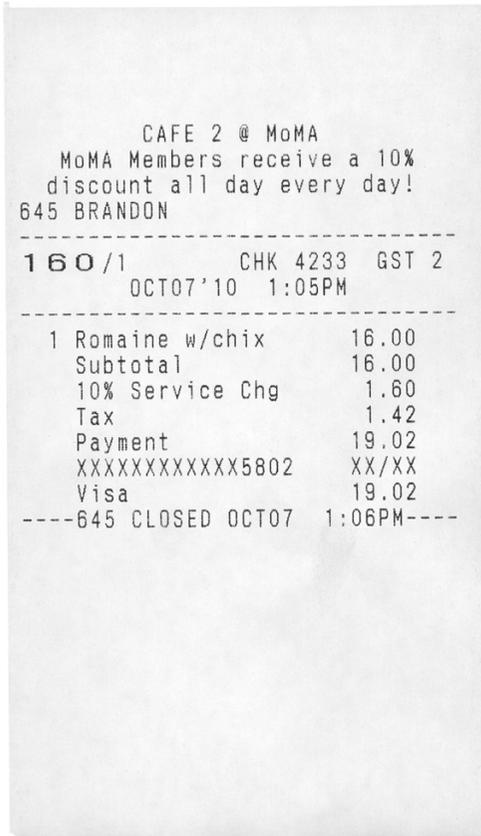 CAFE 2 @ MoMA
MoMA Members receive a 10%
discount all day every day!
645 BRANDON
160/1 CHK 4233 GST 2
OCT07'10 1:05PM
1 Romaine w/chix 16.00
Subtotal 16.00
10% Service Chg 1.60
Tax 1.42
Payment 19.02
XXXXXXXXXXXX5802 XX/XX
Visa 19.02
----645 CLOSED OCT07 1:06PM----